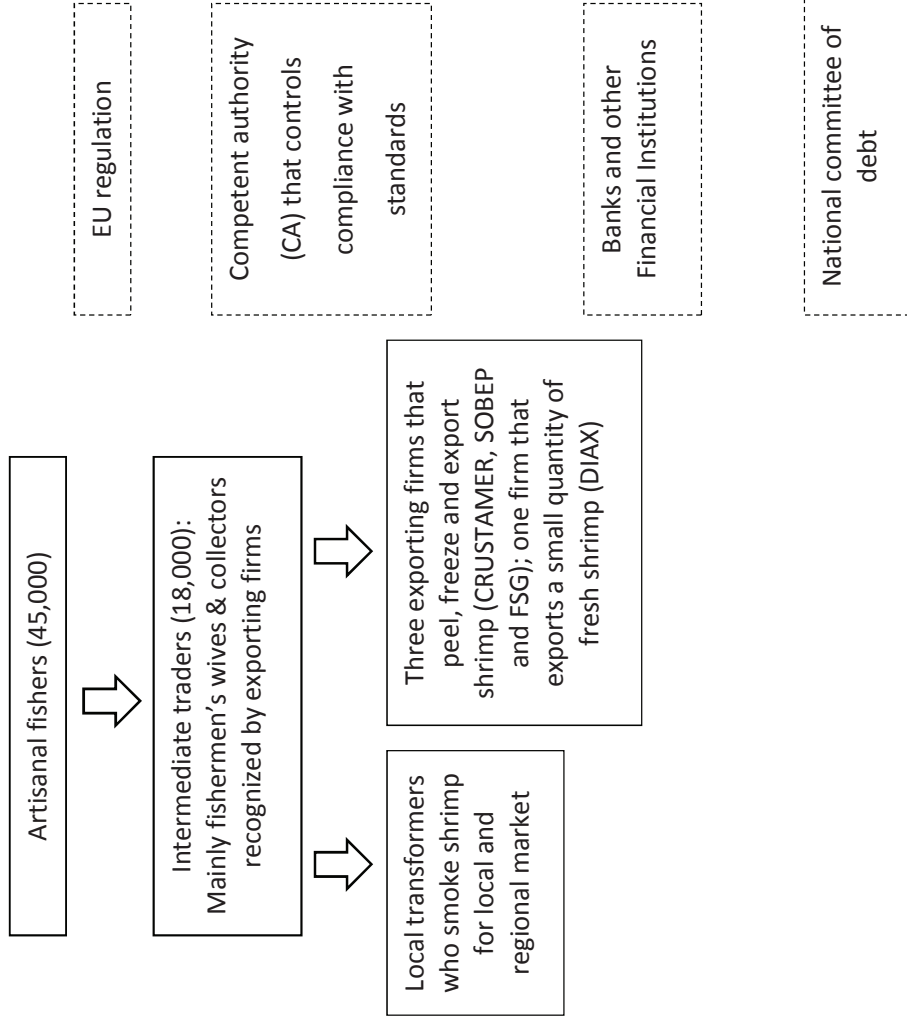 Artisanal fishers (45,000)
Intermediate traders (18,000):
Mainly fishermen’s wives & collectors
recognized by exporting firms
Local transformers
who smoke shrimp
for local and
regional market
Three exporting firms that
peel, freeze and export
shrimp (CRUSTAMER, SOBEP
and FSG); one firm that
exports a small quantity of
fresh shrimp (DIAX)
EU regulation
Competent authority
(CA) that controls
compliance with
standards
Banks and other
Financial Institutions
National committee of
debt